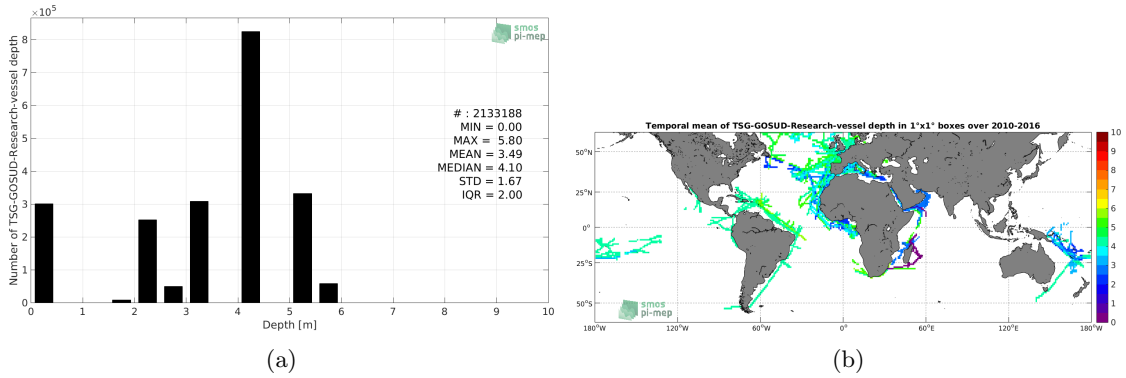 ×10⁵
8
7
6
5
4
3
2
1
0
Number of TSG-GOSUD-Research-vessel depth
smos
pi-mep
# : 2133188
MIN = 0.00
MAX = 5.80
MEAN = 3.49
MEDIAN = 4.10
STD = 1.67
IQR = 2.00
0 1 2 3 4 5 6 7 8 9 10
Depth [m]
(a)
Temporal mean of TSG-GOSUD-Research-vessel depth in 1°x1° boxes over 2010-2016
50°N
25°N
0°
25°S
50°S
smos
pi-mep
180°W 120°W 60°W 0° 60°E 120°E 180°E
10
9
8
7
6
5
4
3
2
1
0
(b)